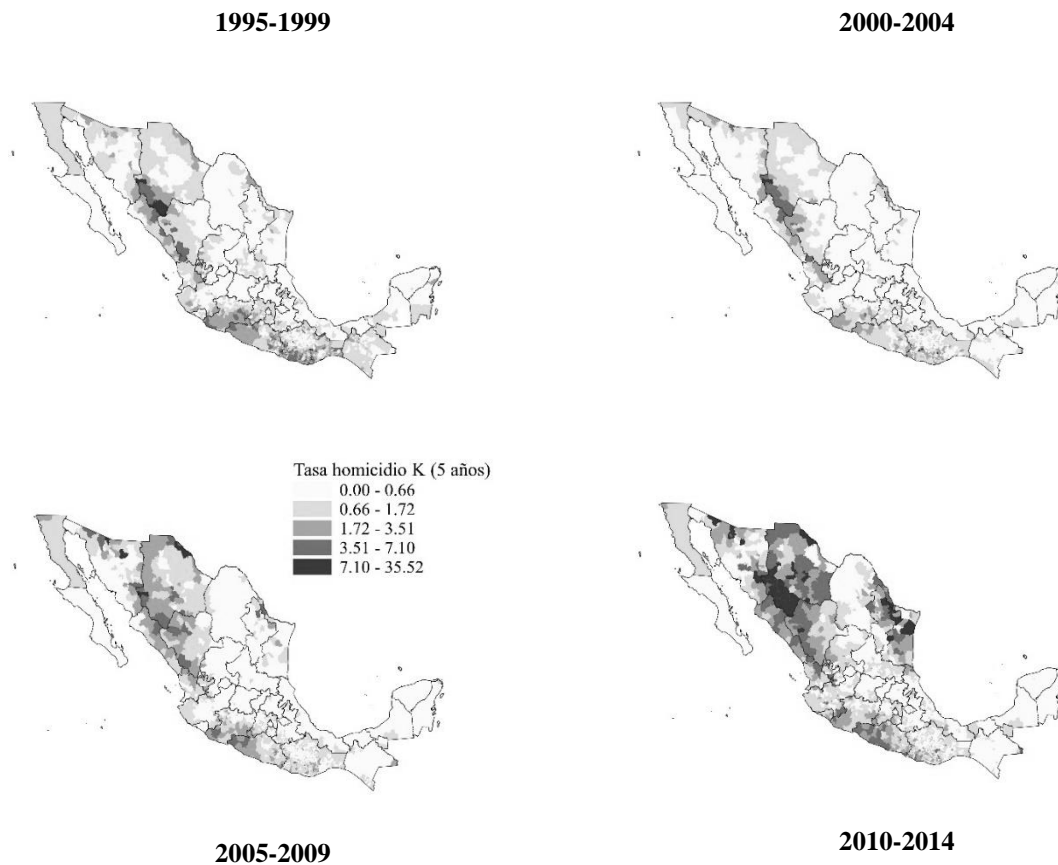 1995-1999
2000-2004
Tasa homicidio K (5 años)
0.00 - 0.66
0.66 - 1.72
1.72 - 3.51
3.51 - 7.10
7.10 - 35.52
2005-2009
2010-2014